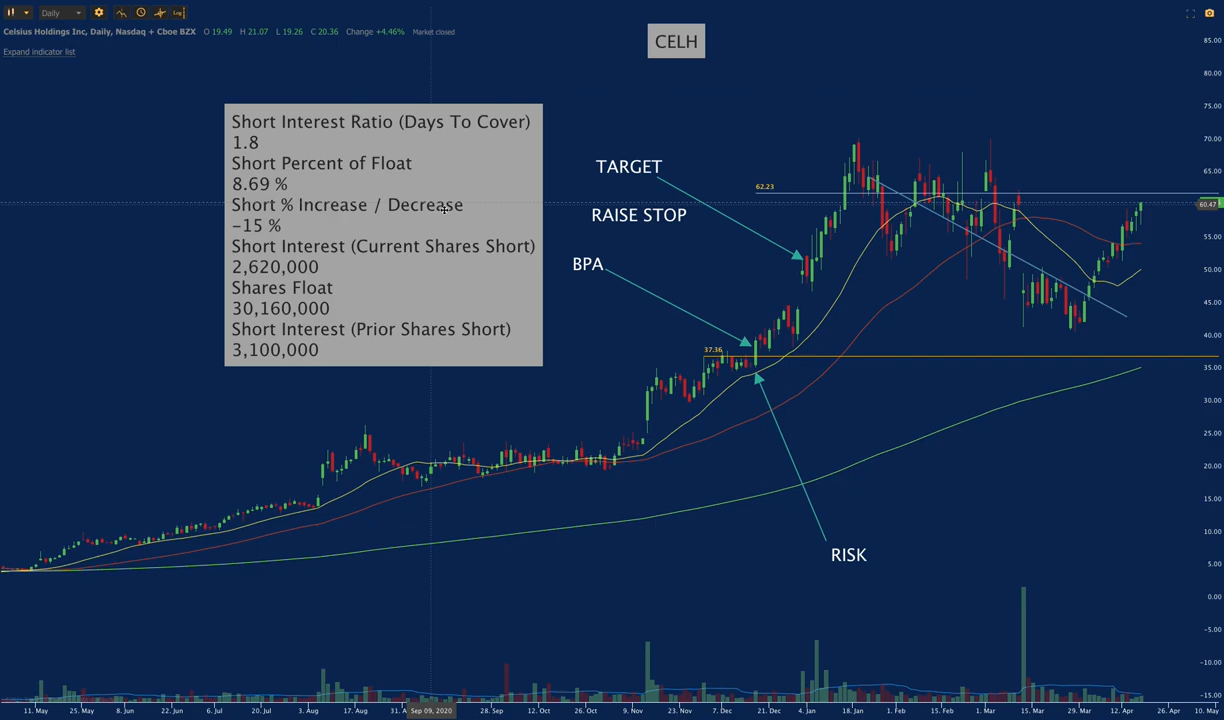 Daily
Log
Celsius Holdings Inc, Daily, Nasdaq + Cboe BZX O 19.49 H 21.07 L 19.26 C 20.36 Change +4.46% Market closed
Expand indicator list
CELH
Short Interest Ratio (Days To Cover)
1.8
Short Percent of Float
8.69 %
Short % Increase / Decrease
-15 %
Short Interest (Current Shares Short)
2,620,000
Shares Float
30,160,000
Short Interest (Prior Shares Short)
3,100,000
TARGET
RAISE STOP
BPA
RISK
62.23
37.36
85.00
80.00
75.00
70.00
65.00
60.47
55.00
50.00
45.00
40.00
35.00
30.00
25.00
20.00
15.00
10.00
5.00
0.00
−5.00
−10.00
−15.00
11. May 25. May 8. Jun 22. Jun 6. Jul 20. Jul 3. Aug 17. Aug 31. A Sep 09, 2020 28. Sep 12. Oct 26. Oct 9. Nov 23. Nov 7. Dec 21. Dec 4. Jan 18. Jan 1. Feb 15. Feb 1. Mar 15. Mar 29. Mar 12. Apr 26. Apr 10. May